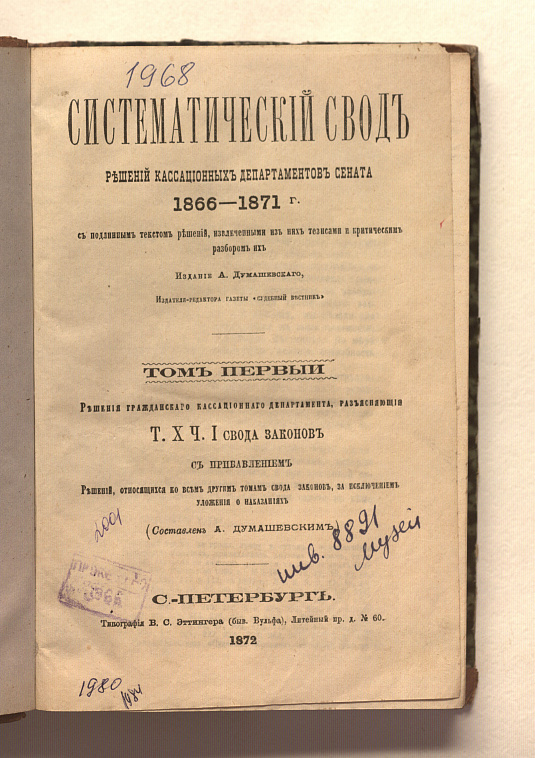 1968
СИСТЕМАТИЧЕСКІЙ СВОДЪ
РѢШЕНІЙ КАССАЦІОННЫХЪ ДЕПАРТАМЕНТОВЪ СЕНАТА
1866—1871 г.
съ подлиннымъ текстомъ рѣшеній, извлеченными изъ нихъ тезисами и критическимъ
разборомъ ихъ
Изданіе А. Думашевскаго,
Издателя-редактора газеты «Судебный Вѣстникъ»
ТОМЪ ПЕРВЫЙ
Рѣшенія гражданскаго кассаціоннаго департамента, разъясняющія
Т. X Ч. I СВОДА ЗАКОНОВЪ
СЪ ПРИБАВЛЕНІЕМЪ
Рѣшеній, относящихся ко всѣмъ другимъ томамъ свода законовъ, за исключеніемъ
уложенія о наказаніяхъ
(Составленъ А. ДУМАШЕВСКИМЪ)
2001
инв. 8891
Музей
1966
С.-ПЕТЕРБУРГЪ.
Типографія В. С. Эттингера (быв. Вульфа), Литейный пр. д. № 60.
1872
1980
1984